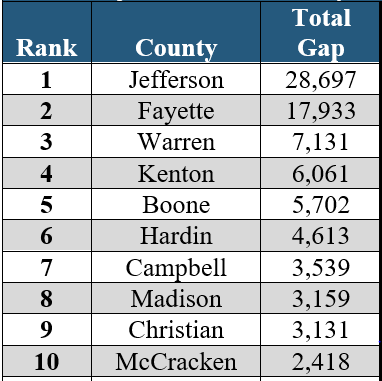 Rank County Total Gap
1 Jefferson 28,697
2 Fayette 17,933
3 Warren 7,131
4 Kenton 6,061
5 Boone 5,702
6 Hardin 4,613
7 Campbell 3,539
8 Madison 3,159
9 Christian 3,131
10 McCracken 2,418